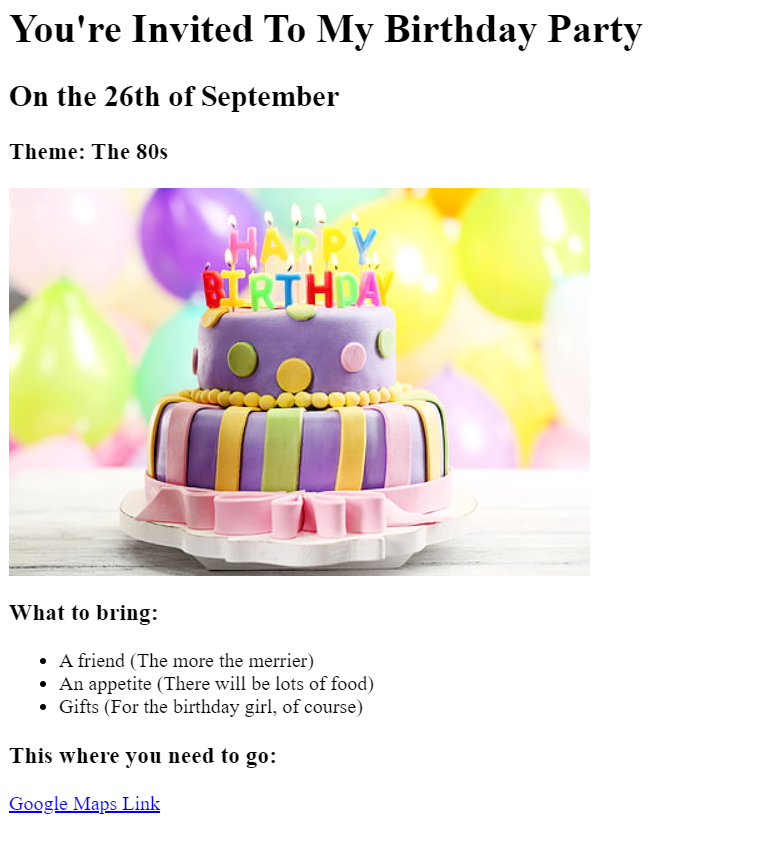 You're Invited To My Birthday Party
On the 26th of September
Theme: The 80s
HAPPY
BIRTHDAY
What to bring:
A friend (The more the merrier)
An appetite (There will be lots of food)
Gifts (For the birthday girl, of course)
This where you need to go:
Google Maps Link